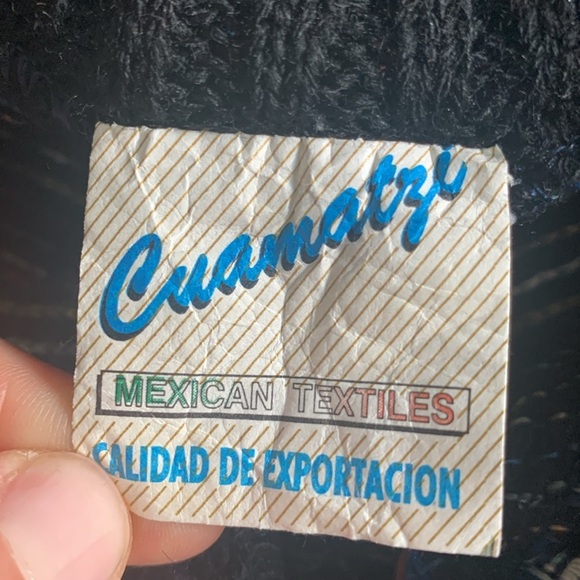 Cuamatzi
MEXICAN TEXTILES
CALIDAD DE EXPORTACION